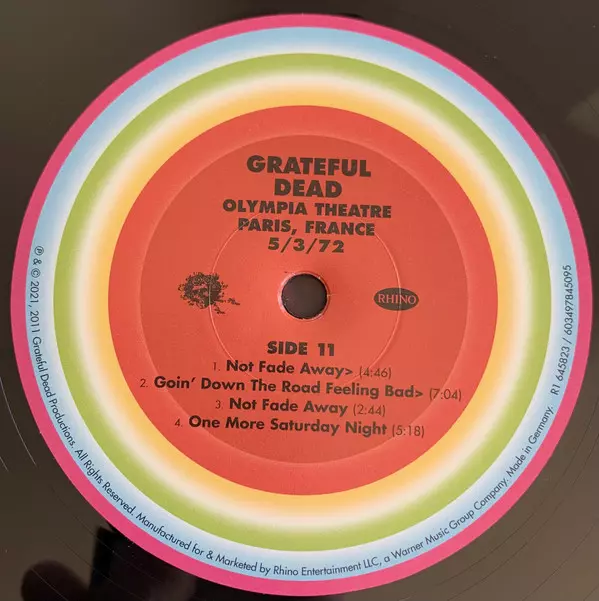 GRATEFUL
DEAD
OLYMPIA THEATRE
PARIS, FRANCE
5/3/72
RHINO
SIDE 11
1. Not Fade Away> (4:46)
2. Goin' Down The Road Feeling Bad> (7:04)
3. Not Fade Away (2:44)
4. One More Saturday Night (5:18)
℗ & © 2021, 2011 Grateful Dead Productions. All Rights Reserved. Manufactured for & Marketed by Rhino Entertainment LLC, a Warner Music Group Company. Made in Germany. R1 645823 / 603497845095